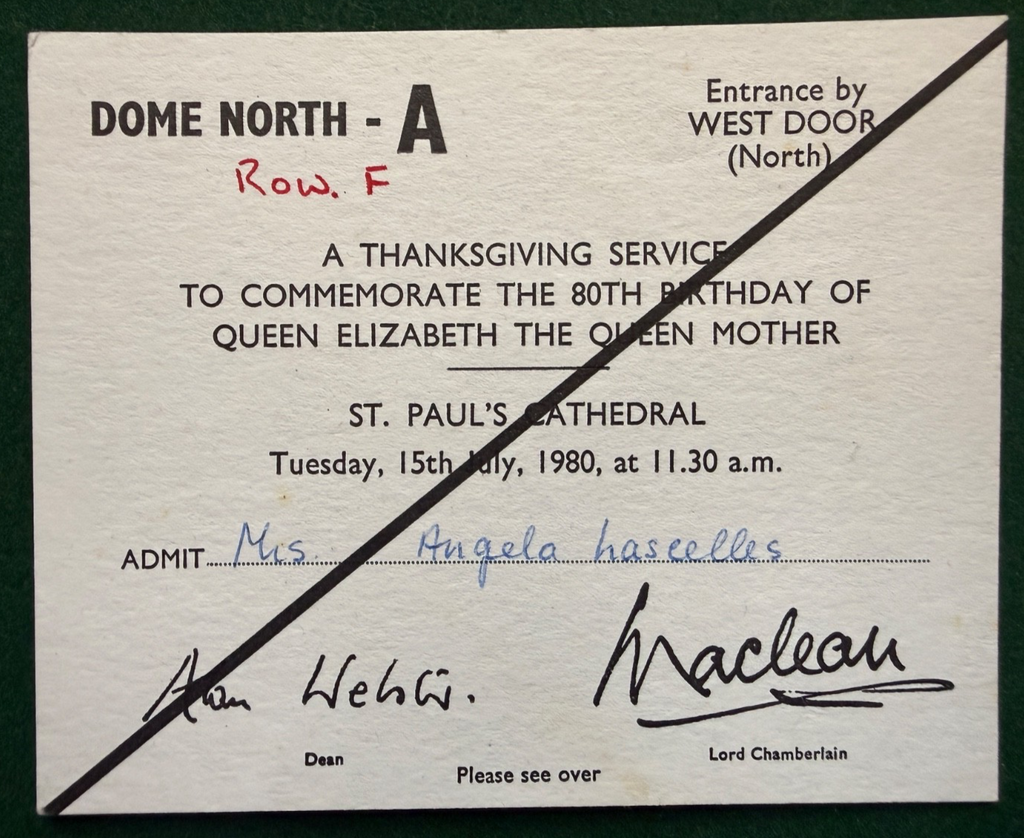 DOME NORTH - A
Row. F
Entrance by
WEST DOOR
(North)
A THANKSGIVING SERVICE
TO COMMEMORATE THE 80TH BIRTHDAY OF
QUEEN ELIZABETH THE QUEEN MOTHER
ST. PAUL'S CATHEDRAL
Tuesday, 15th July, 1980, at 11.30 a.m.
ADMIT Mrs. Angela Lascelles
Alan Webster.
Maclean
Dean
Lord Chamberlain
Please see over